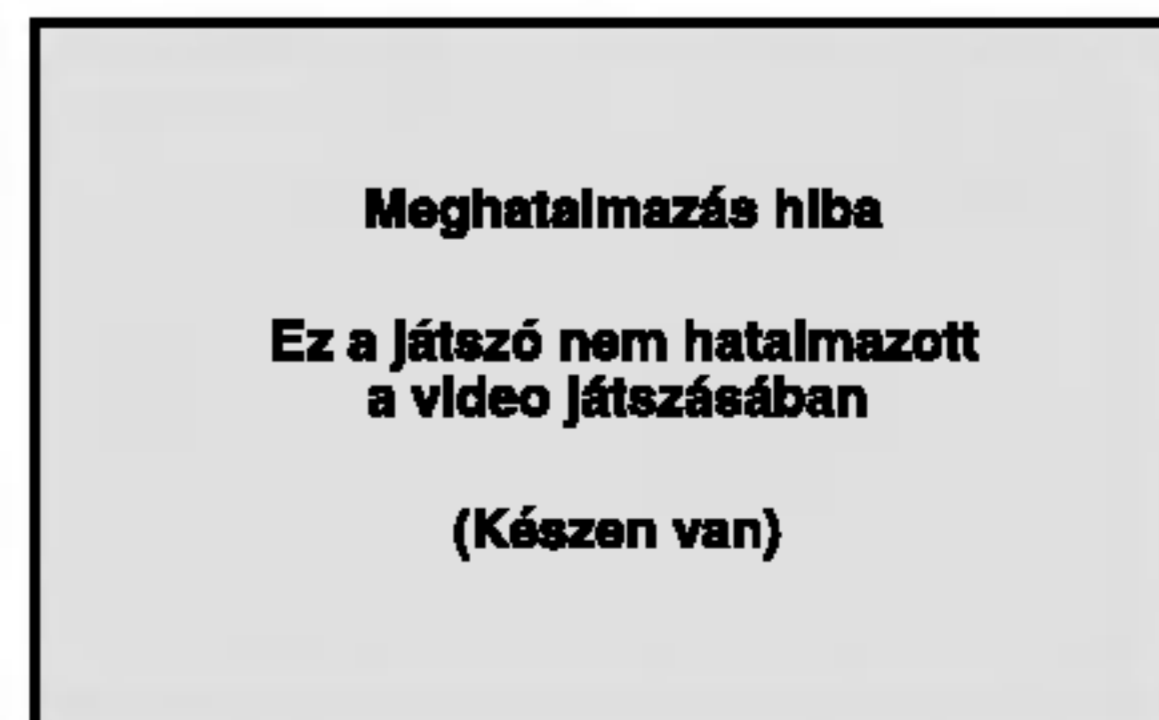 Meghatalmazás hiba
Ez a játszó nem hatalmazott
a video játszásában
(Készen van)